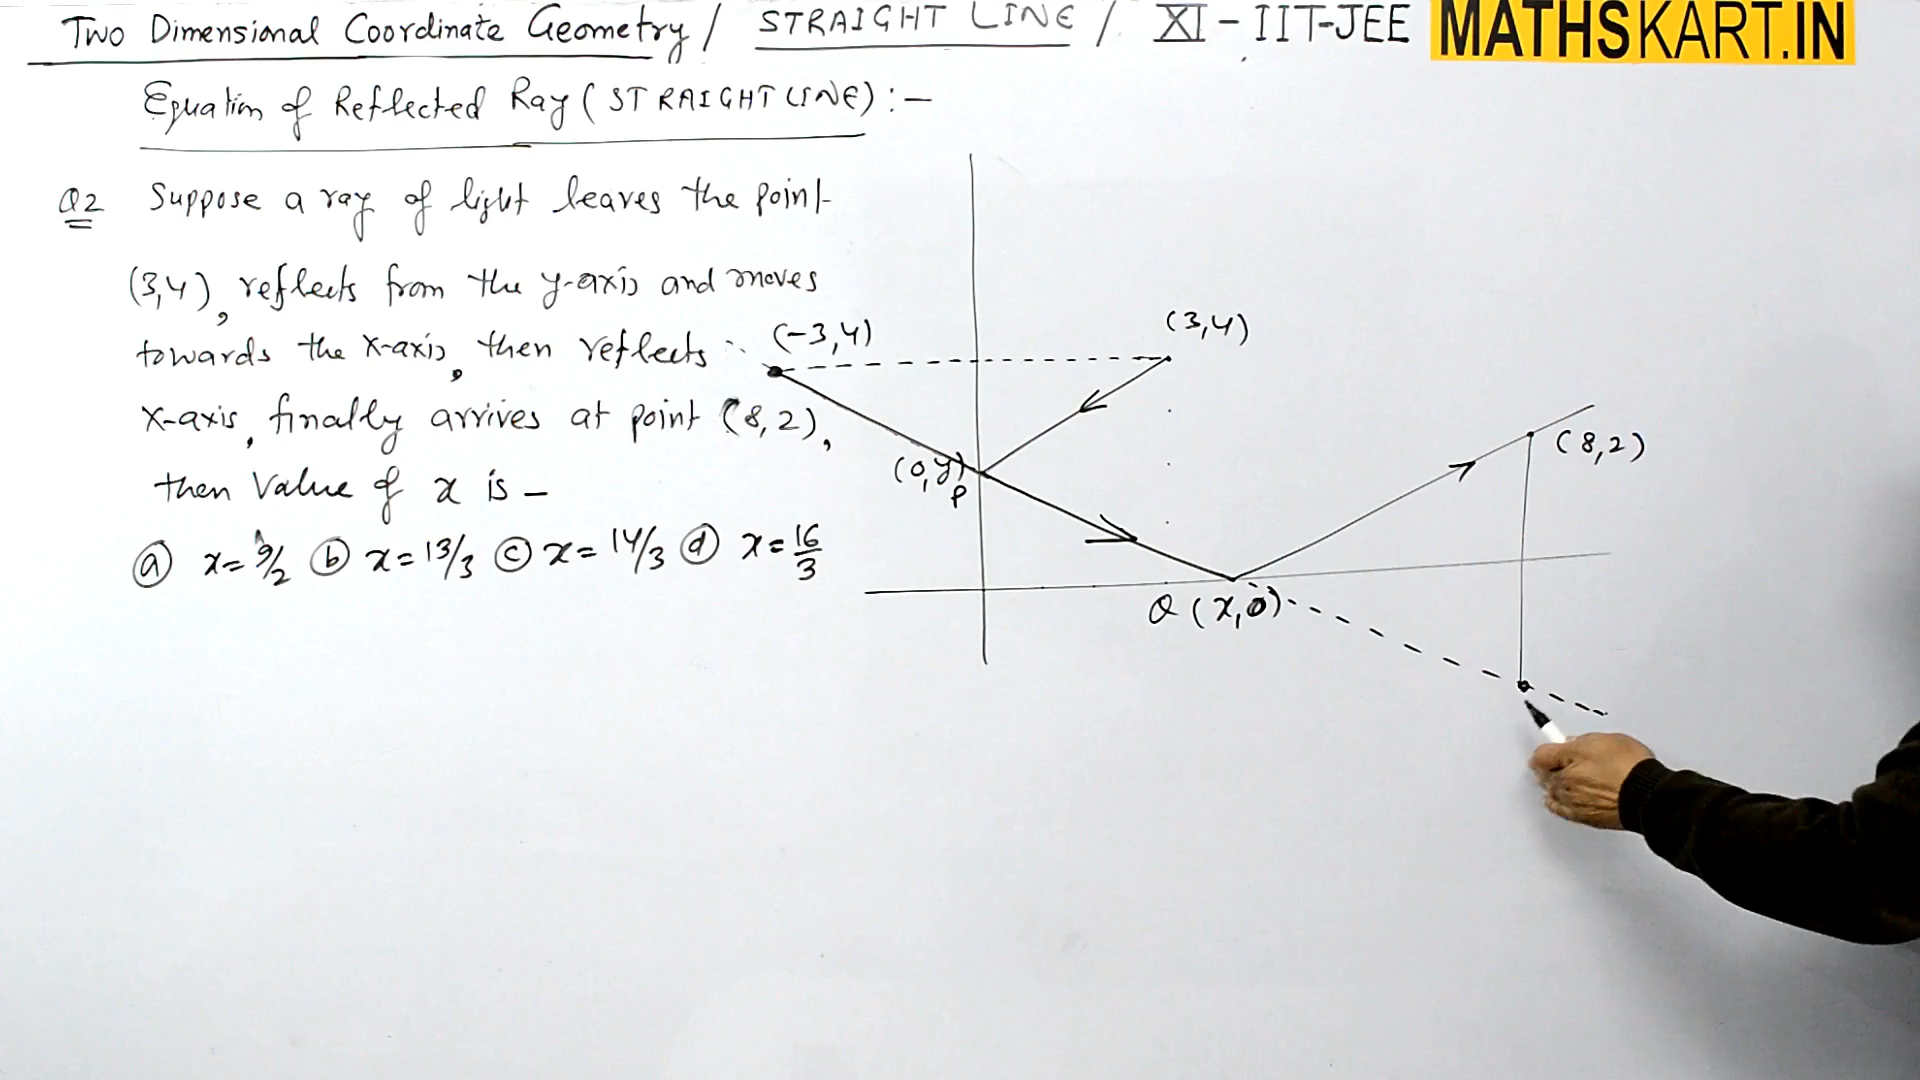 Two Dimensional Coordinate Geometry / STRAIGHT LINE / XI - IIT-JEE MATHSKART.IN
Equation of Reflected Ray (STRAIGHT LINE) :-
Q2 Suppose a ray of light leaves the point
(3,4), reflects from the y-axis and moves
towards the x-axis, then reflects
x-axis, finally arrives at point (8,2),
then value of x is -
(a) x = 9/2 (b) x = 13/3 (c) x = 14/3 (d) x = 16/3
(-3,4)
(3,4)
(0,y)
P
(8,2)
Q (x,0)